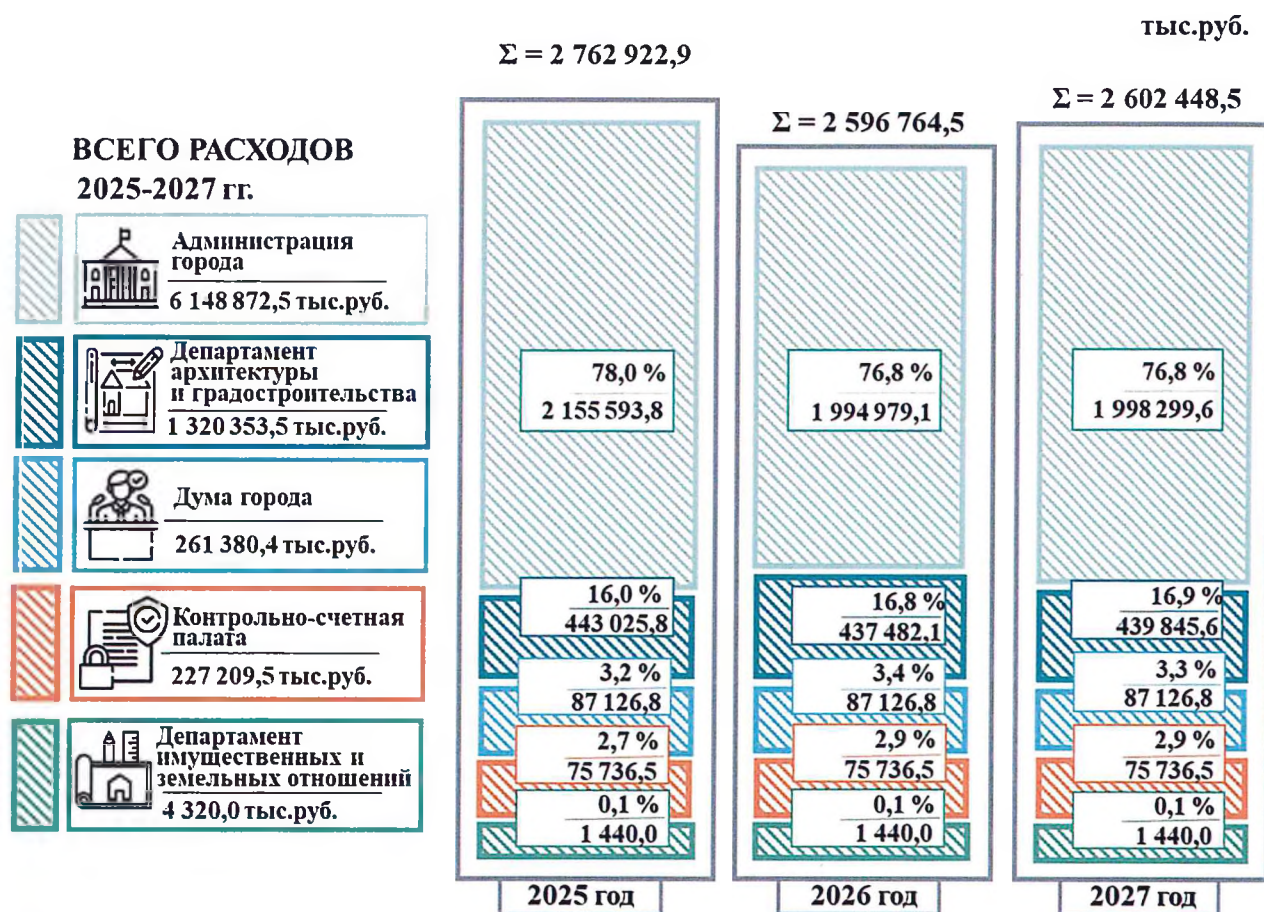 тыс.руб.
Σ = 2 762 922,9
Σ = 2 596 764,5
Σ = 2 602 448,5
ВСЕГО РАСХОДОВ
2025-2027 гг.
Администрация
города
6 148 872,5 тыс.руб.
Департамент
архитектуры
и градостроительства
1 320 353,5 тыс.руб.
Дума города
261 380,4 тыс.руб.
Контрольно-счетная
палата
227 209,5 тыс.руб.
Департамент
имущественных и
земельных отношений
4 320,0 тыс.руб.
78,0 %
2 155 593,8
16,0 %
443 025,8
3,2 %
87 126,8
2,7 %
75 736,5
0,1 %
1 440,0
2025 год
76,8 %
1 994 979,1
16,8 %
437 482,1
3,4 %
87 126,8
2,9 %
75 736,5
0,1 %
1 440,0
2026 год
76,8 %
1 998 299,6
16,9 %
439 845,6
3,3 %
87 126,8
2,9 %
75 736,5
0,1 %
1 440,0
2027 год